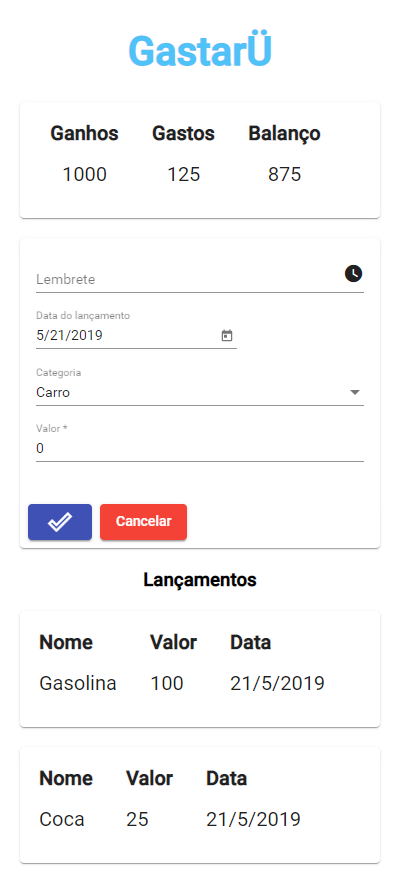 GastarÜ
Ganhos Gastos Balanço
1000 125 875
Lembrete
Data do lançamento
5/21/2019
Categoria
Carro
Valor *
0
Cancelar
Lançamentos
Nome Valor Data
Gasolina 100 21/5/2019
Nome Valor Data
Coca 25 21/5/2019